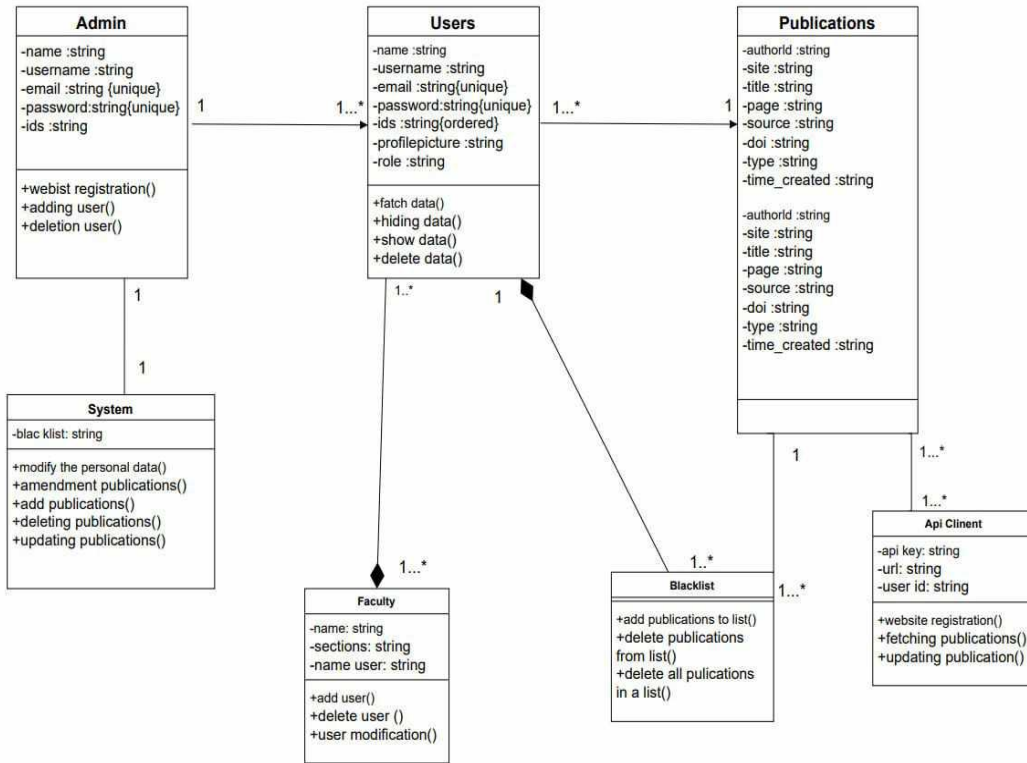 Admin
-name :string
-username :string
-email :string {unique}
-password:string{unique}
-ids :string
+webist registration()
+adding user()
+deletion user()
1
1...*
Users
-name :string
-username :string
-email :string{unique}
-password:string{unique}
-ids :string{ordered}
-profilepicture :string
-role :string
+fatch data()
+hiding data()
+show data()
+delete data()
1...*
1
Publications
-authorId :string
-site :string
-title :string
-page :string
-source :string
-doi :string
-type :string
-time_created :string
-authorId :string
-site :string
-title :string
-page :string
-source :string
-doi :string
-type :string
-time_created :string
1
1
1..*
1
1
1...*
1...*
System
-blac klist: string
+modify the personal data()
+amendment publications()
+add publications()
+deleting publications()
+updating publications()
1...*
Faculty
-name: string
-sections: string
-name user: string
+add user()
+delete user ()
+user modification()
1..*
1...*
Blacklist
+add publications to list()
+delete publications
from list()
+delete all pulications
in a list()
Api Clinent
-api key: string
-url: string
-user id: string
+website registration()
+fetching publications()
+updating publication()